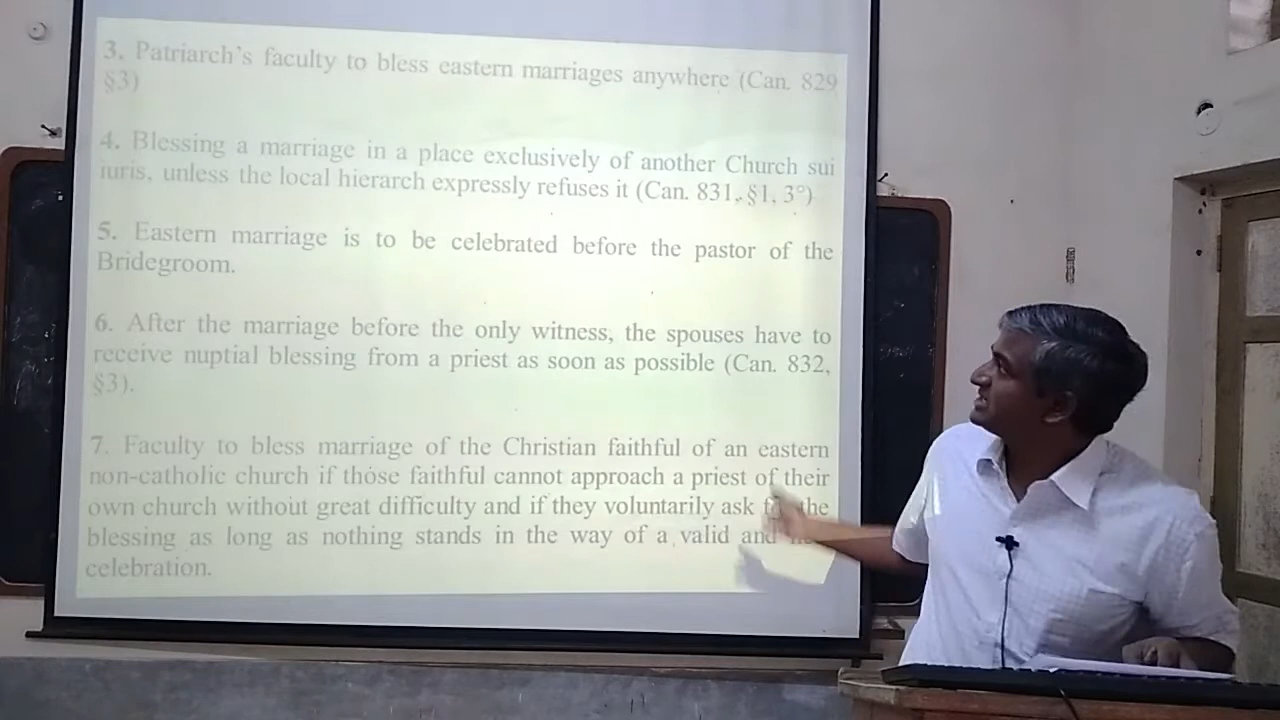 3. Patriarch's faculty to bless eastern marriages anywhere (Can. 829
§3)
4. Blessing a marriage in a place exclusively of another Church sui
iuris, unless the local hierarch expressly refuses it (Can. 831, §1, 3°)
5. Eastern marriage is to be celebrated before the pastor of the
Bridegroom.
6. After the marriage before the only witness, the spouses have to
receive nuptial blessing from a priest as soon as possible (Can. 832,
§3).
7. Faculty to bless marriage of the Christian faithful of an eastern
non-catholic church if those faithful cannot approach a priest of their
own church without great difficulty and if they voluntarily ask the
blessing as long as nothing stands in the way of a valid and
celebration.